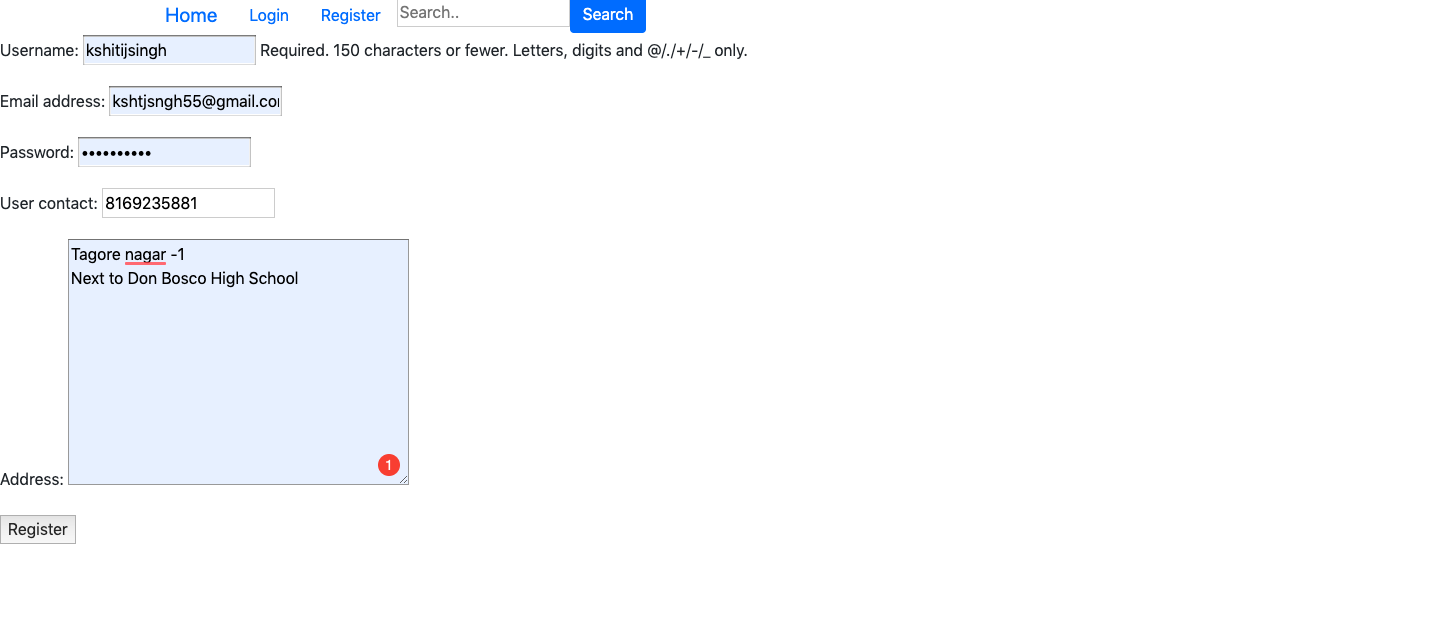 Home Login Register Search.. Search
Username: kshitijsingh Required. 150 characters or fewer. Letters, digits and @/./+/-/_ only.
Email address: kshtjsngh55@gmail.co
Password: ••••••••••
User contact: 8169235881
Tagore nagar -1
Next to Don Bosco High School
1
Address:
Register